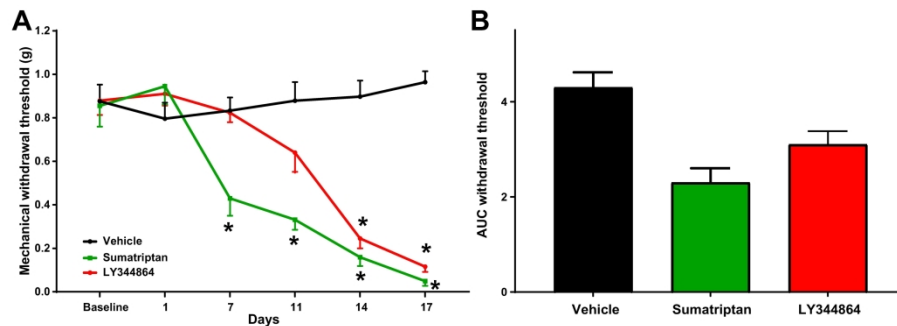 A
Mechanical withdrawal threshold (g)
1.2
1.0
0.8
0.6
0.4
0.2
0.0
Vehicle
Sumatriptan
LY344864
*
*
*
*
*
*
Baseline
1
7
11
14
17
Days
B
AUC withdrawal threshold
4
2
0
Vehicle
Sumatriptan
LY344864